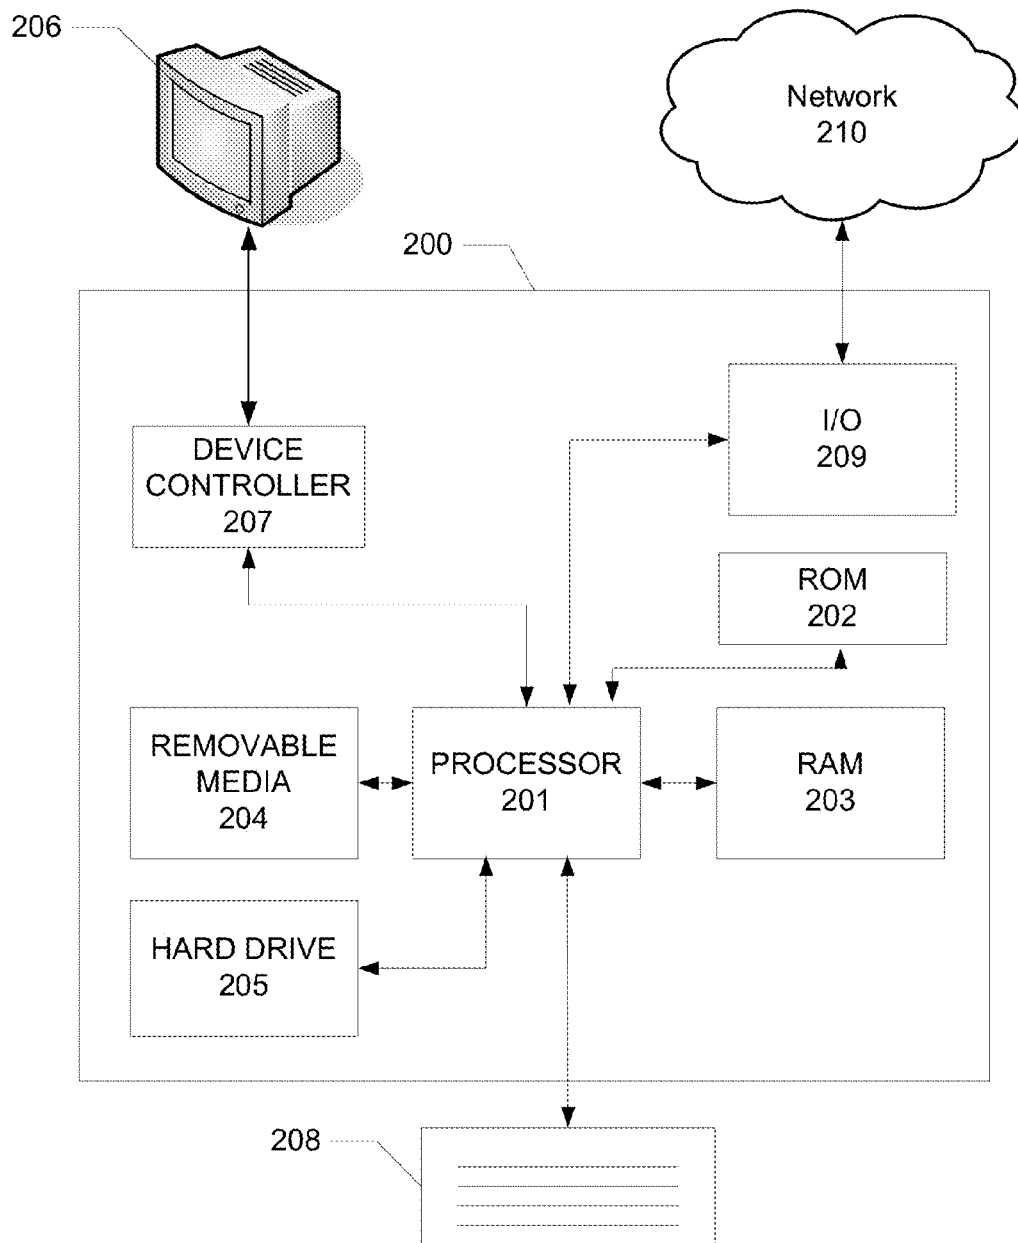 206
Network
210
200
I/O
209
DEVICE
CONTROLLER
207
ROM
202
REMOVABLE
MEDIA
204
PROCESSOR
201
RAM
203
HARD DRIVE
205
208